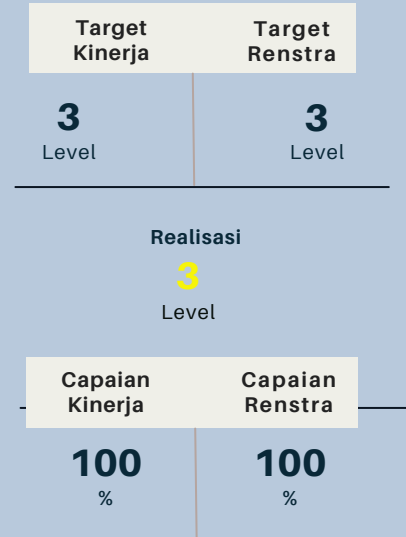 Target Target
Kinerja Renstra
3 3
Level Level
Realisasi
3
Level
Capaian Capaian
Kinerja Renstra
100 100
% %